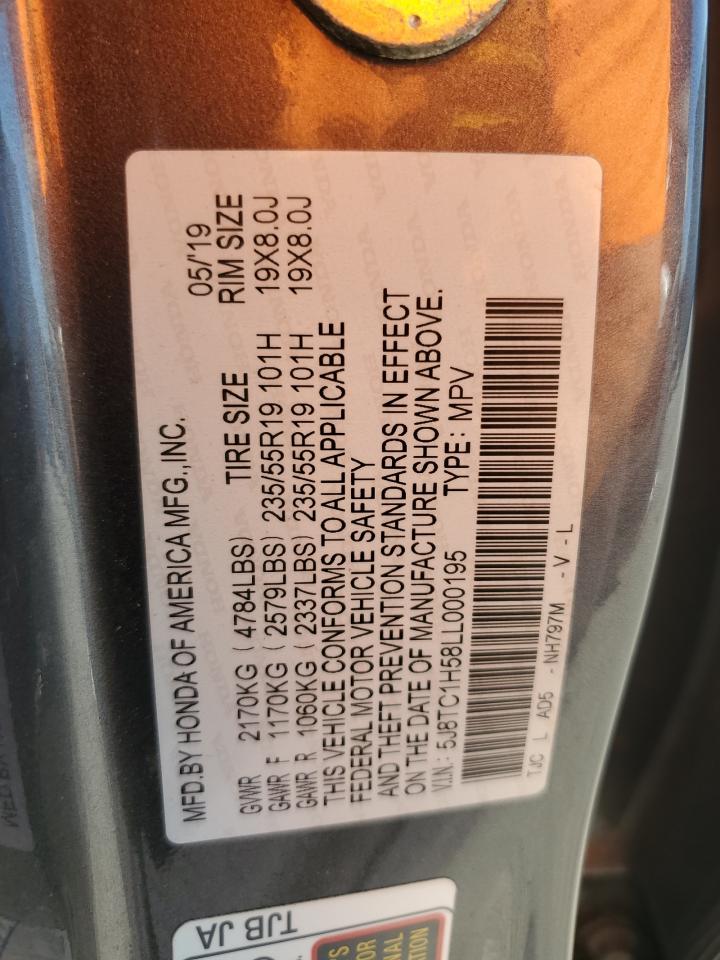 MFD.BY HONDA OF AMERICA MFG.,INC. 05/'19
GVWR 2170KG ( 4784LBS) TIRE SIZE RIM SIZE
GAWR F 1170KG ( 2579LBS) 235/55R19 101H 19X8.0J
GAWR R 1060KG ( 2337LBS) 235/55R19 101H 19X8.0J
THIS VEHICLE CONFORMS TO ALL APPLICABLE
FEDERAL MOTOR VEHICLE SAFETY
AND THEFT PREVENTION STANDARDS IN EFFECT
ON THE DATE OF MANUFACTURE SHOWN ABOVE.
V.I.N.: 5J8TC1H58LL000195 TYPE: MPV
TJC L AD5 -NH797M -V-L
TJB JA